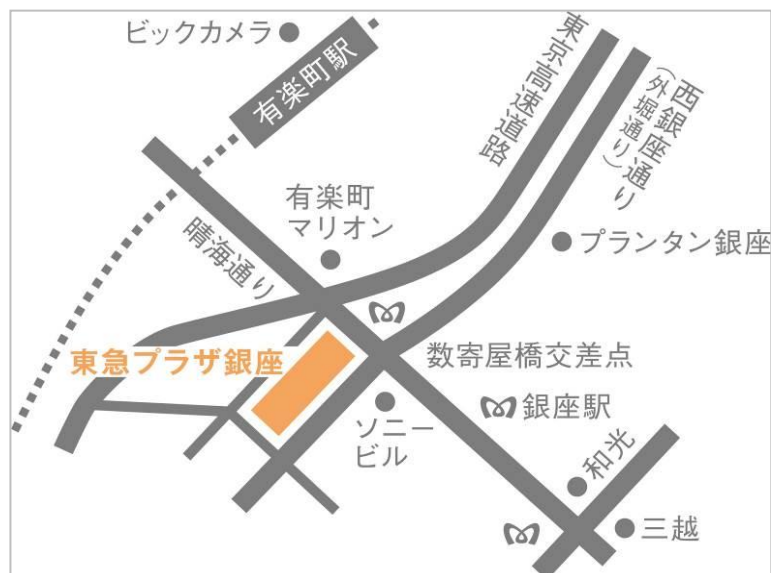 ビックカメラ
有楽町駅
東京高速道路
西銀座通り
（外堀通り）
有楽町
マリオン
晴海通り
プランタン銀座
東急プラザ銀座
数寄屋橋交差点
ソニー
ビル
銀座駅
和光
三越